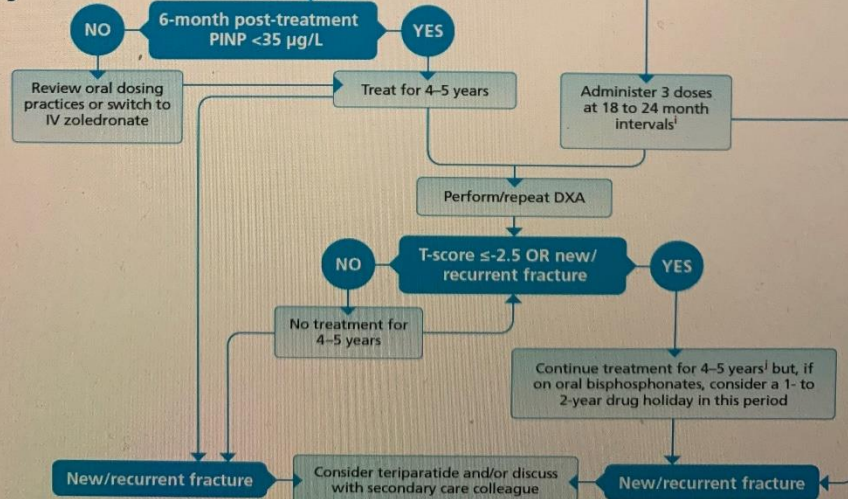 NO
6-month post-treatment
PINP <35 µg/L
YES
Review oral dosing
practices or switch to
IV zoledronate
Treat for 4–5 years
Administer 3 doses
at 18 to 24 month
intervalsⁱ
Perform/repeat DXA
NO
T-score ≤-2.5 OR new/
recurrent fracture
YES
No treatment for
4–5 years
Continue treatment for 4–5 yearsʲ but, if
on oral bisphosphonates, consider a 1- to
2-year drug holiday in this period
New/recurrent fracture
Consider teriparatide and/or discuss
with secondary care colleague
New/recurrent fracture